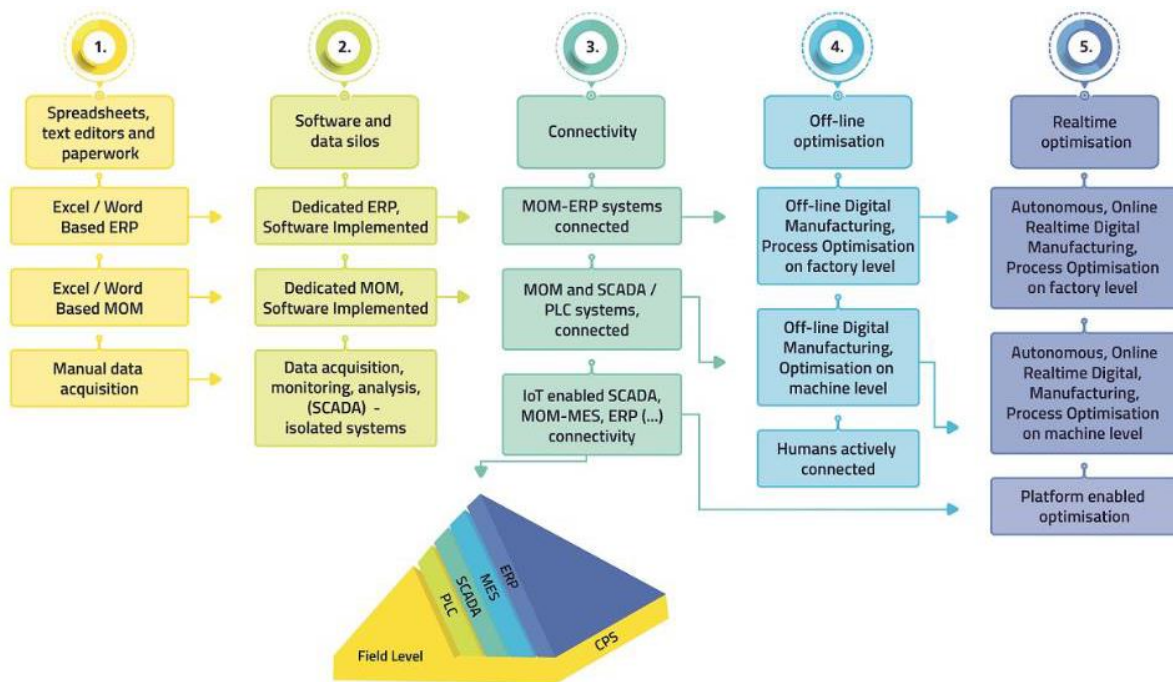 1.
Spreadsheets,
text editors and
paperwork
Excel / Word
Based ERP
Excel / Word
Based MOM
Manual data
acquisition
2.
Software and
data silos
Dedicated ERP,
Software Implemented
Dedicated MOM,
Software Implemented
Data acquisition,
monitoring, analysis,
(SCADA) -
isolated systems
3.
Connectivity
MOM-ERP systems
connected
MOM and SCADA /
PLC systems,
connected
IoT enabled SCADA,
MOM-MES, ERP (...)
connectivity
4.
Off-line
optimisation
Off-line Digital
Manufacturing,
Process Optimisation
on factory level
Off-line Digital
Manufacturing,
Optimisation on
machine level
Humans actively
connected
5.
Realtime
optimisation
Autonomous, Online
Realtime Digital
Manufacturing,
Process Optimisation
on factory level
Autonomous, Online
Realtime Digital,
Manufacturing,
Process Optimisation
on machine level
Platform enabled
optimisation
Field Level
PLC
SCADA
MES
ERP
CPS